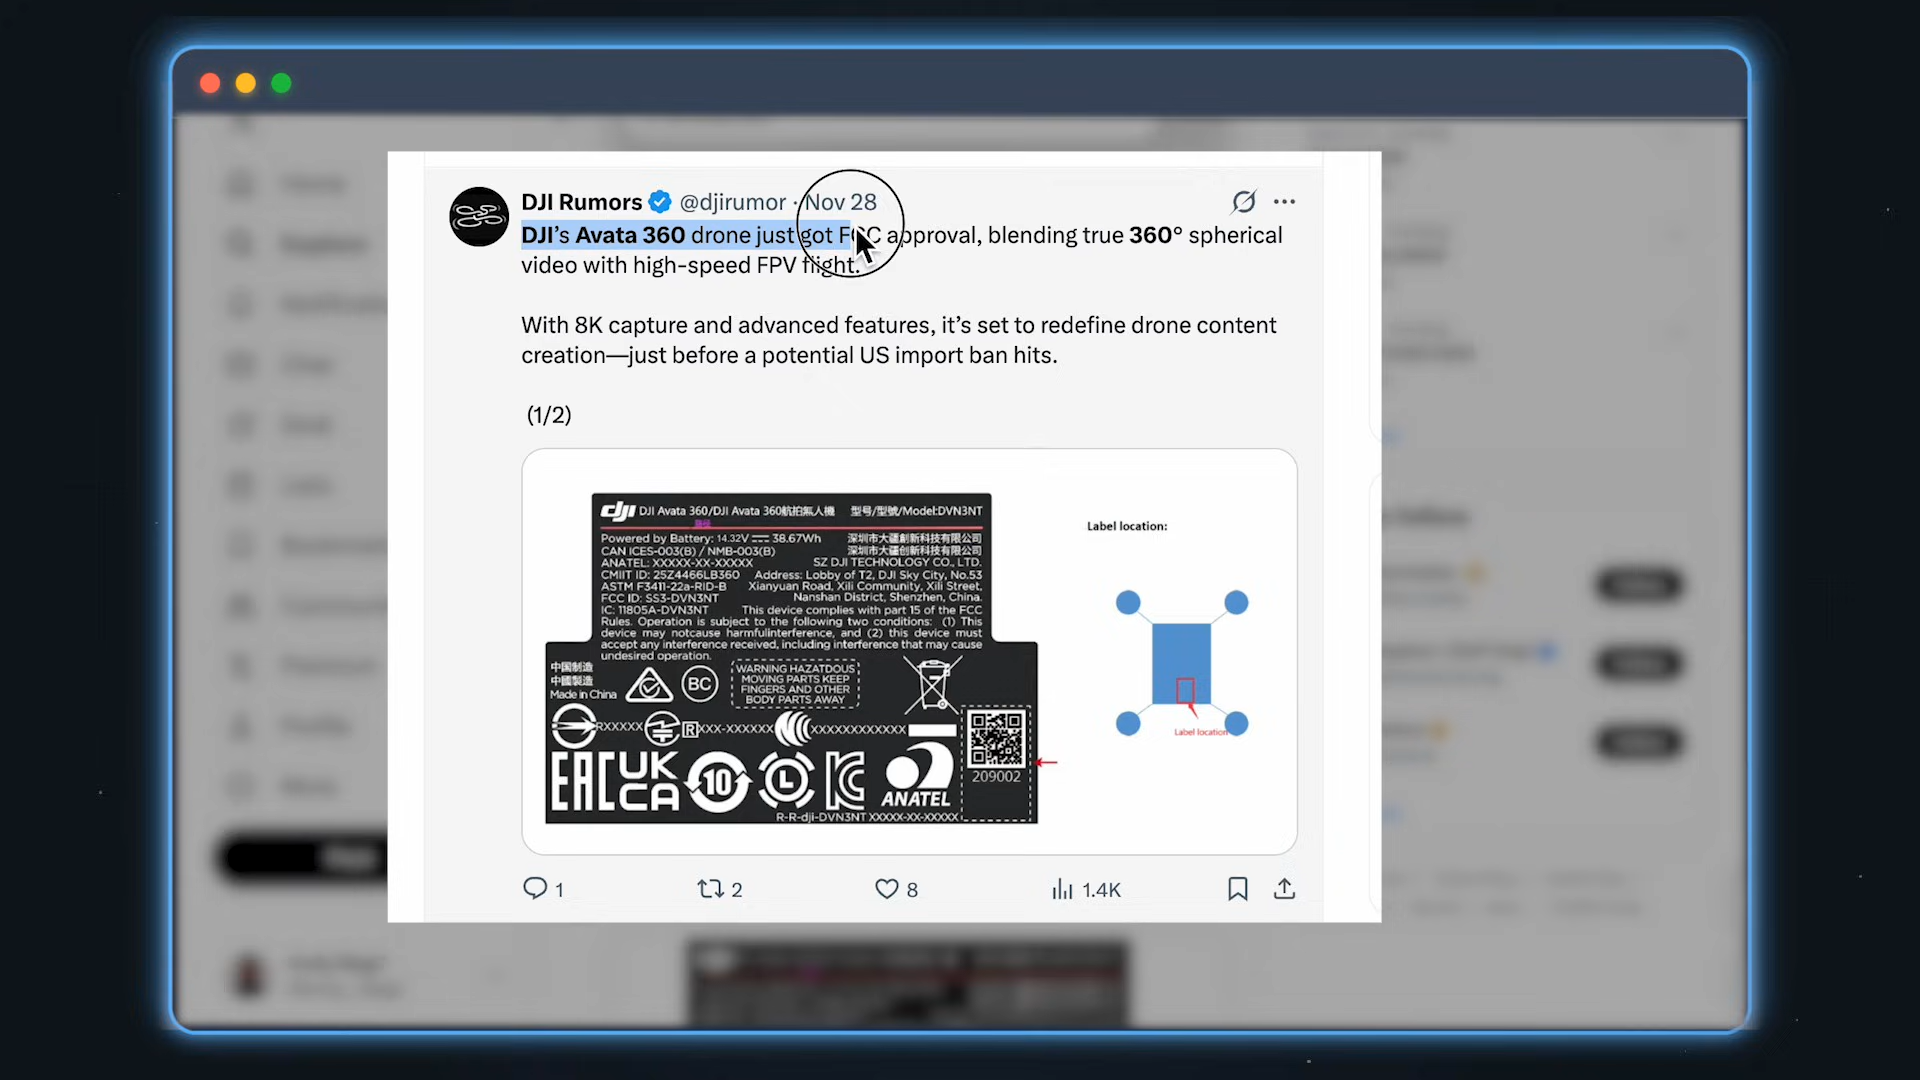 DJI Rumors @djirumor · Nov 28
DJI's Avata 360 drone just got FCC approval, blending true 360° spherical
video with high-speed FPV flight.
With 8K capture and advanced features, it's set to redefine drone content
creation—just before a potential US import ban hits.
(1/2)
dji DJI Avata 360/DJI Avata 360航拍無人機 型号/型號/Model:DVN3NT
Powered by Battery: 14.32V 38.67Wh 深圳市大疆創新科技有限公司
CAN ICES-003(B) / NMB-003(B) 深圳市大疆创新科技有限公司
ANATEL: XXXXX-XX-XXXXX SZ DJI TECHNOLOGY CO., LTD.
CMIIT ID: 25Z4466LB360 Address: Lobby of T2, DJI Sky City, No.53
ASTM F3411-22a-RID-B Xianyuan Road, Xili Community, Xili Street,
FCC ID: SS3-DVN3NT Nanshan District, Shenzhen, China.
IC: 11805A-DVN3NT This device complies with part 15 of the FCC
Rules. Operation is subject to the following two conditions: (1) This
device may notcause harmfulinterference, and (2) this device must
accept any interference received, including interference that may cause
undesired operation.
中国制造
中國製造
Made in China
BC
WARNING HAZATDOUS
MOVING PARTS KEEP
FINGERS AND OTHER
BODY PARTS AWAY
RXXXXX R XXX-XXXXXX XXXXXXXXXXX
EAC UK CA 10 L KC ANATEL
209002
R-R-dji-DVN3NT XXXXX-XX-XXXXX
Label location:
Label location
1 2 8 1.4K